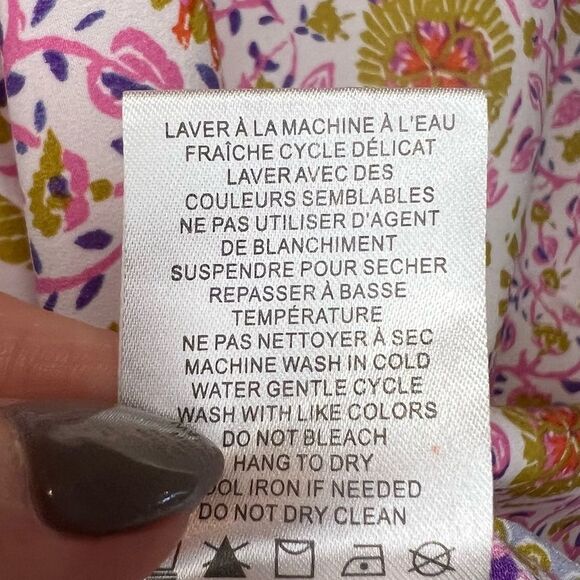 LAVER À LA MACHINE À L'EAU
FRAÎCHE CYCLE DÉLICAT
LAVER AVEC DES
COULEURS SEMBLABLES
NE PAS UTILISER D'AGENT
DE BLANCHIMENT
SUSPENDRE POUR SECHER
REPASSER À BASSE
TEMPÉRATURE
NE PAS NETTOYER À SEC
MACHINE WASH IN COLD
WATER GENTLE CYCLE
WASH WITH LIKE COLORS
DO NOT BLEACH
HANG TO DRY
OOL IRON IF NEEDED
DO NOT DRY CLEAN